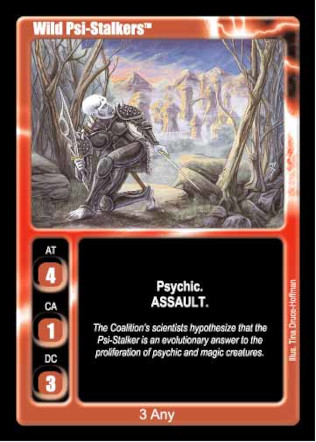 Wild Psi-Stalkers™
AT
4
CA
1
DC
3
Psychic.
ASSAULT.
The Coalition's scientists hypothesize that the
Psi-Stalker is an evolutionary answer to the
proliferation of psychic and magic creatures.
Illus. Tina Druce-Hoffman
3 Any